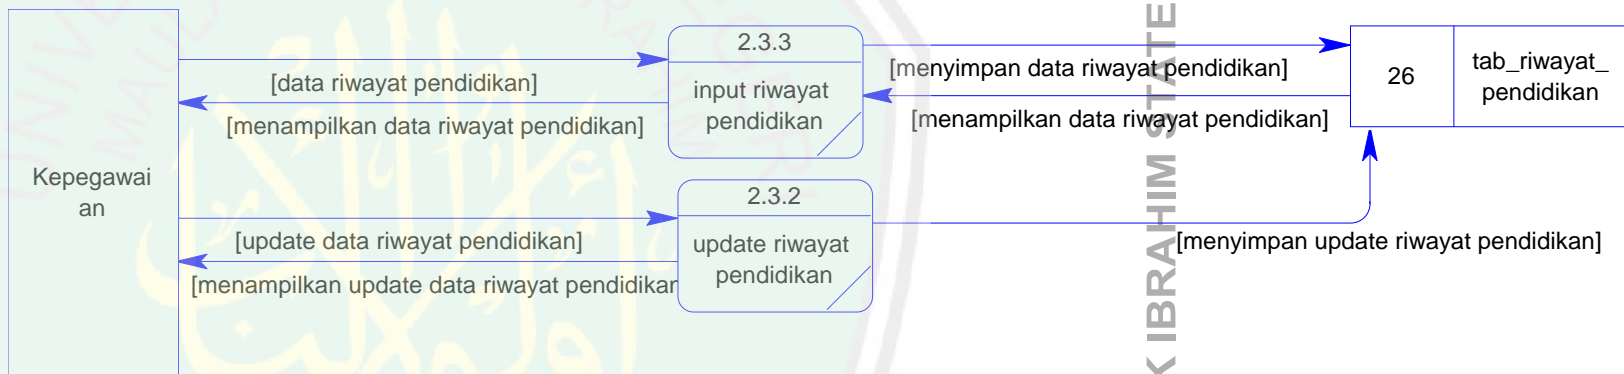 2.3.3
[data riwayat pendidikan]
[menampilkan data riwayat pendidikan]
input riwayat
pendidikan
[menyimpan data riwayat pendidikan]
[menampilkan data riwayat pendidikan]
26
tab_riwayat_
pendidikan
Kepegawai
an
2.3.2
[update data riwayat pendidikan]
[menampilkan update data riwayat pendidikan
update riwayat
pendidikan
[menyimpan update riwayat pendidikan]
K IBRAHIM STATE